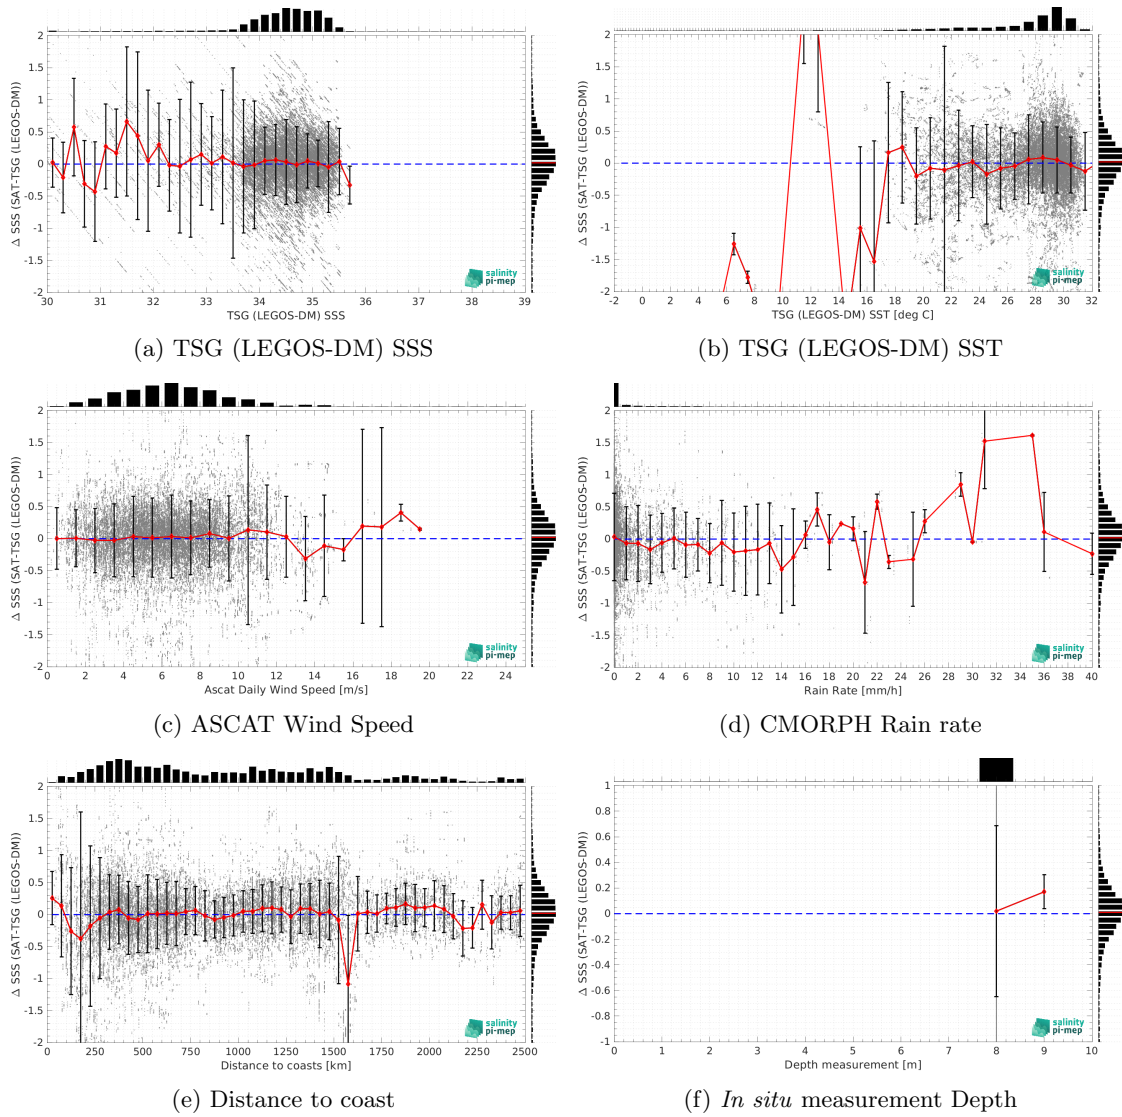 Δ SSS (SAT-TSG (LEGOS-DM))
2
1.5
1
0.5
0
-0.5
-1
-1.5
-2
salinity
pi-mep
30 31 32 33 34 35 36 37 38 39
TSG (LEGOS-DM) SSS
(a) TSG (LEGOS-DM) SSS
Δ SSS (SAT-TSG (LEGOS-DM))
2
1.5
1
0.5
0
-0.5
-1
-1.5
-2
salinity
pi-mep
-2 0 2 4 6 8 10 12 14 16 18 20 22 24 26 28 30 32
TSG (LEGOS-DM) SST [deg C]
(b) TSG (LEGOS-DM) SST
Δ SSS (SAT-TSG (LEGOS-DM))
2
1.5
1
0.5
0
-0.5
-1
-1.5
-2
salinity
pi-mep
0 2 4 6 8 10 12 14 16 18 20 22 24
Ascat Daily Wind Speed [m/s]
(c) ASCAT Wind Speed
Δ SSS (SAT-TSG (LEGOS-DM))
2
1.5
1
0.5
0
-0.5
-1
-1.5
-2
salinity
pi-mep
0 2 4 6 8 10 12 14 16 18 20 22 24 26 28 30 32 34 36 38 40
Rain Rate [mm/h]
(d) CMORPH Rain rate
Δ SSS (SAT-TSG (LEGOS-DM))
2
1.5
1
0.5
0
-0.5
-1
-1.5
-2
salinity
pi-mep
0 250 500 750 1000 1250 1500 1750 2000 2250 2500
Distance to coasts [km]
(e) Distance to coast
Δ SSS (SAT-TSG (LEGOS-DM))
1
0.8
0.6
0.4
0.2
0
-0.2
-0.4
-0.6
-0.8
-1
salinity
pi-mep
0 1 2 3 4 5 6 7 8 9 10
Depth measurement [m]
(f) In situ measurement Depth